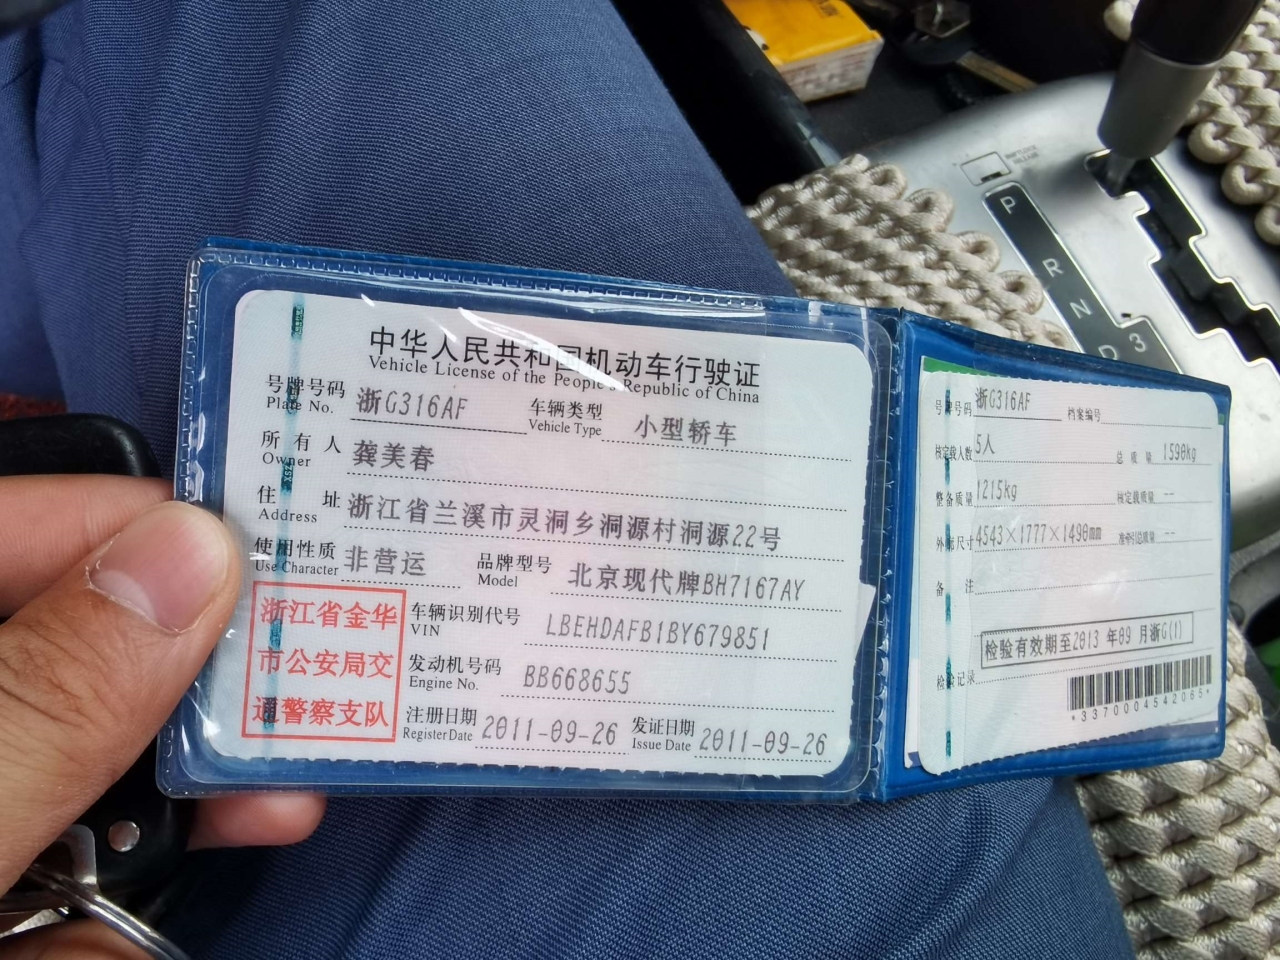 中华人民共和国机动车行驶证
Vehicle License of the People's Republic of China
号牌号码 浙G316AF 车辆类型 小型轿车
Plate No. Vehicle Type
所有人 龚美春
Owner
住址 浙江省兰溪市灵洞乡洞源村洞源22号
Address
使用性质 非营运 品牌型号 北京现代牌BH7167AY
Use Character Model
浙江省金华
市公安局交
通警察支队
车辆识别代号 LBEHDAFB1BY679851
VIN
发动机号码 BB668655
Engine No.
注册日期 2011-09-26 发证日期 2011-09-26
Register Date Issue Date
号牌号码 浙G316AF 档案编号
核定载人数 5人 总质量 1590kg
整备质量 1215kg 核定载质量 --
外廓尺寸 4543×1777×1490mm 准牵引总质量 --
备注
检验有效期至2013年09月浙G(1)
检验记录
*3370004542065*
P
R
N
D 3